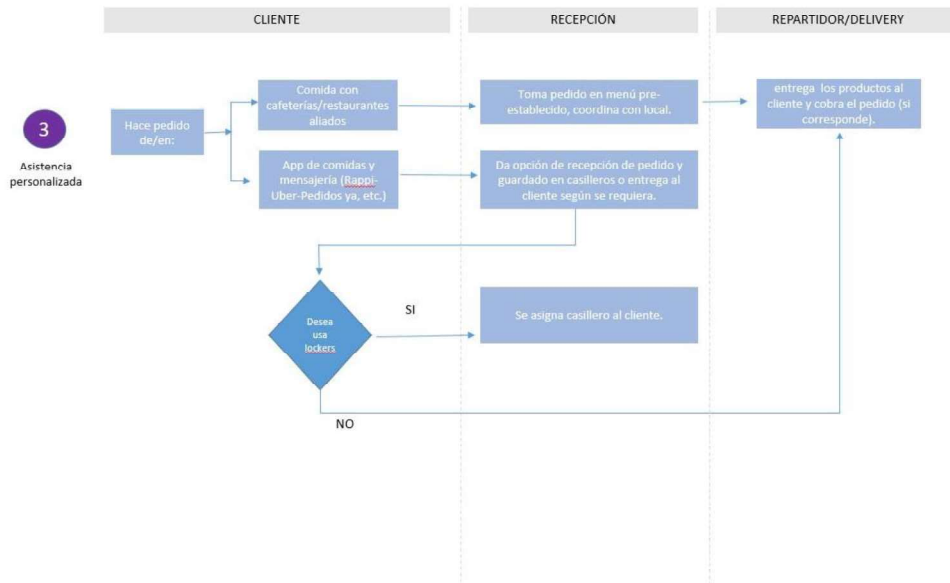 CLIENTE
RECEPCIÓN
REPARTIDOR/DELIVERY
3
Asistencia
personalizada
Hace pedido
de/en:
Comida con
cafeterías/restaurantes
aliados
Toma pedido en menú pre-
establecido, coordina con local.
entrega los productos al
cliente y cobra el pedido (si
corresponde).
App de comidas y
mensajería (Rappi-
Uber-Pedidos ya, etc.)
Da opción de recepción de pedido y
guardado en casilleros o entrega al
cliente según se requiera.
Desea
usa
lockers
SI
Se asigna casillero al cliente.
NO